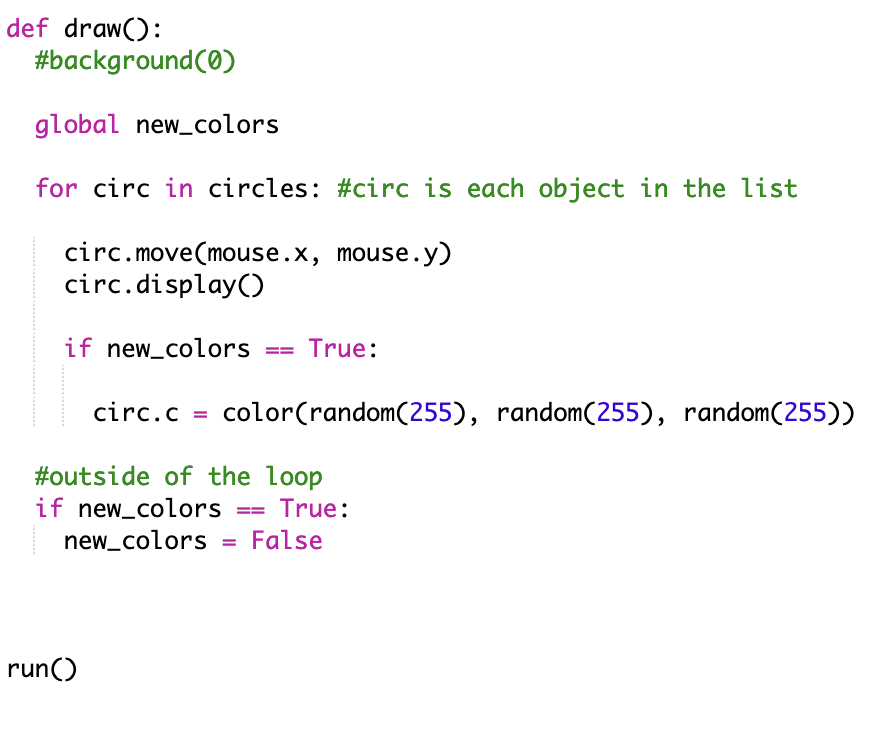 def draw():
  #background(0)
  global new_colors
  for circ in circles: #circ is each object in the list
    circ.move(mouse.x, mouse.y)
    circ.display()
    if new_colors == True:
      circ.c = color(random(255), random(255), random(255))
  #outside of the loop
  if new_colors == True:
    new_colors = False
run()